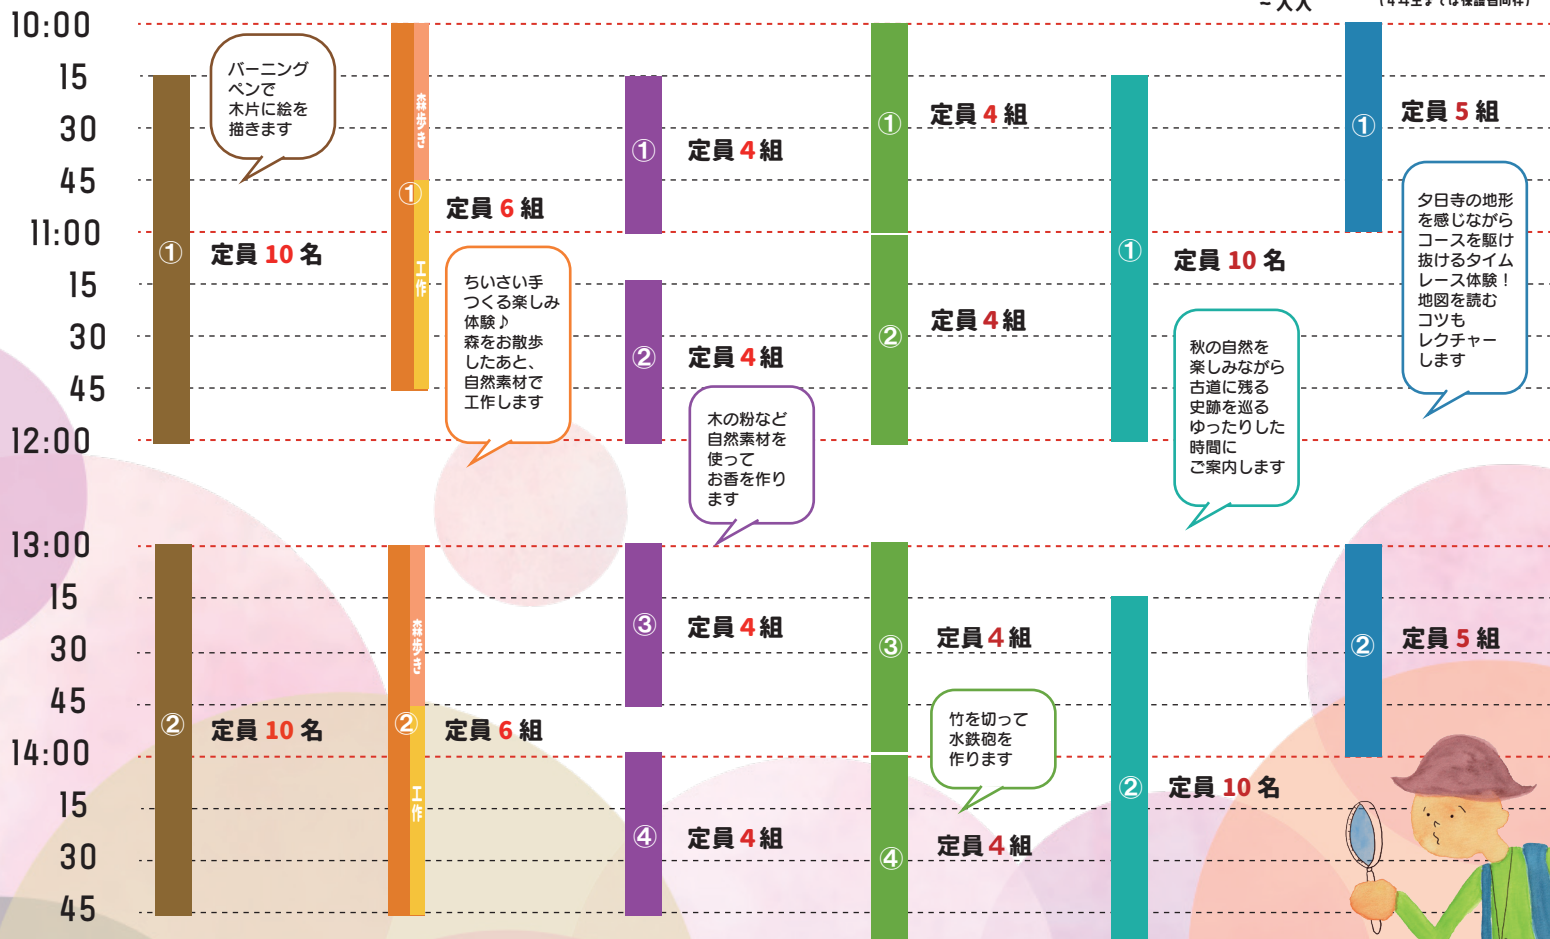 ～大人
（4年生までは保護者同伴）
10:00
15
30
45
11:00
15
30
45
12:00
13:00
15
30
45
14:00
15
30
45
バーニング
ペンで
木片に絵を
描きます
①
定員 10 名
②
定員 10 名
森歩き
①
工作
定員 6 組
ちいさい手
つくる楽しみ
体験♪
森をお散歩
したあと、
自然素材で
工作します
森歩き
②
工作
定員 6 組
①
定員 4 組
②
定員 4 組
木の粉など
自然素材を
使って
お香を作り
ます
③
定員 4 組
④
定員 4 組
①
定員 4 組
②
定員 4 組
③
定員 4 組
竹を切って
水鉄砲を
作ります
④
定員 4 組
①
定員 10 名
秋の自然を
楽しみながら
古道に残る
史跡を巡る
ゆったりした
時間に
ご案内します
②
定員 10 名
①
定員 5 組
夕日寺の地形
を感じながら
コースを駆け
抜けるタイム
レース体験！
地図を読む
コツも
レクチャー
します
②
定員 5 組